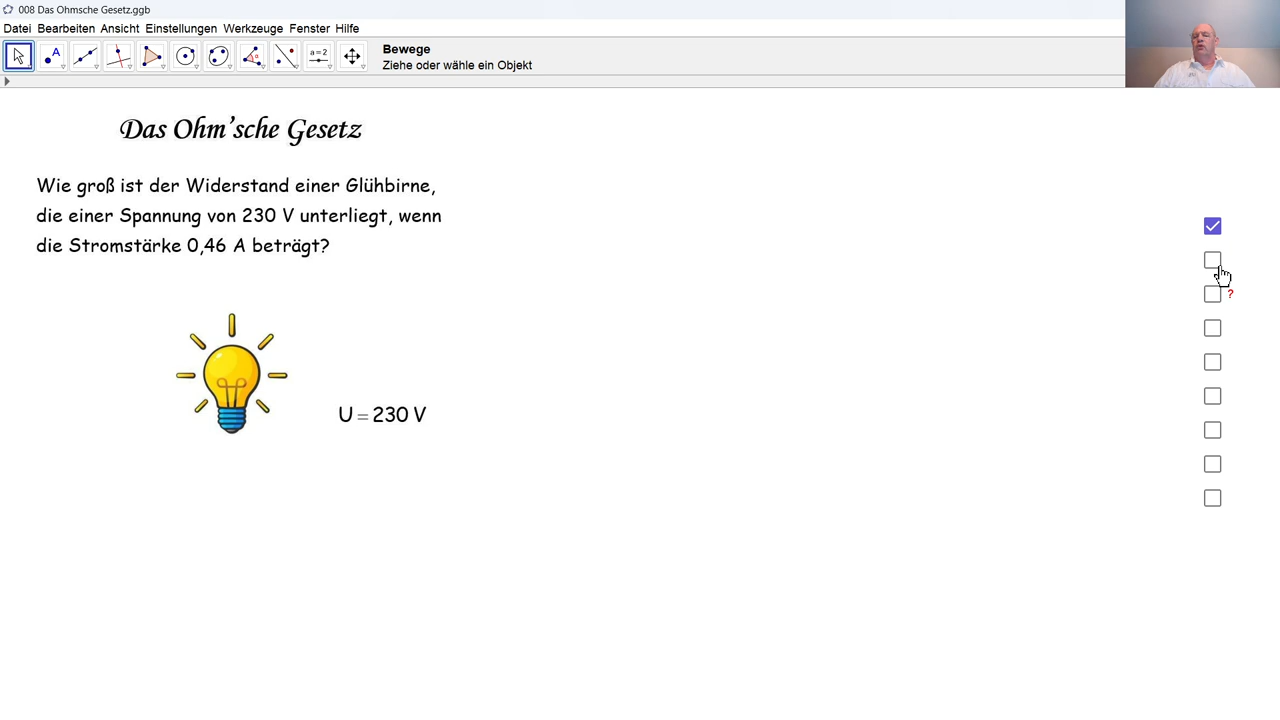 008 Das Ohmsche Gesetz.ggb
Datei Bearbeiten Ansicht Einstellungen Werkzeuge Fenster Hilfe
A
a=2
Bewege
Ziehe oder wähle ein Objekt
Das Ohm'sche Gesetz
Wie groß ist der Widerstand einer Glühbirne,
die einer Spannung von 230 V unterliegt, wenn
die Stromstärke 0,46 A beträgt?
?
U = 230 V